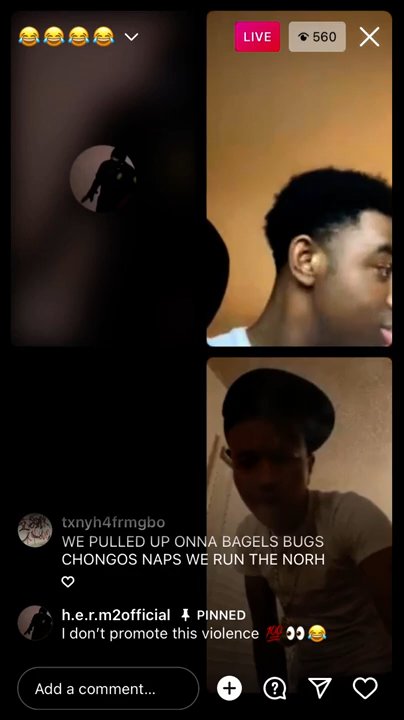 😂😂😂😂
LIVE
560
txnyh4frmgbo
WE PULLED UP ONNA BAGELS BUGS
CHONGOS NAPS WE RUN THE NORH
h.e.r.m2official PINNED
I don't promote this violence 💯👀😂
Add a comment...